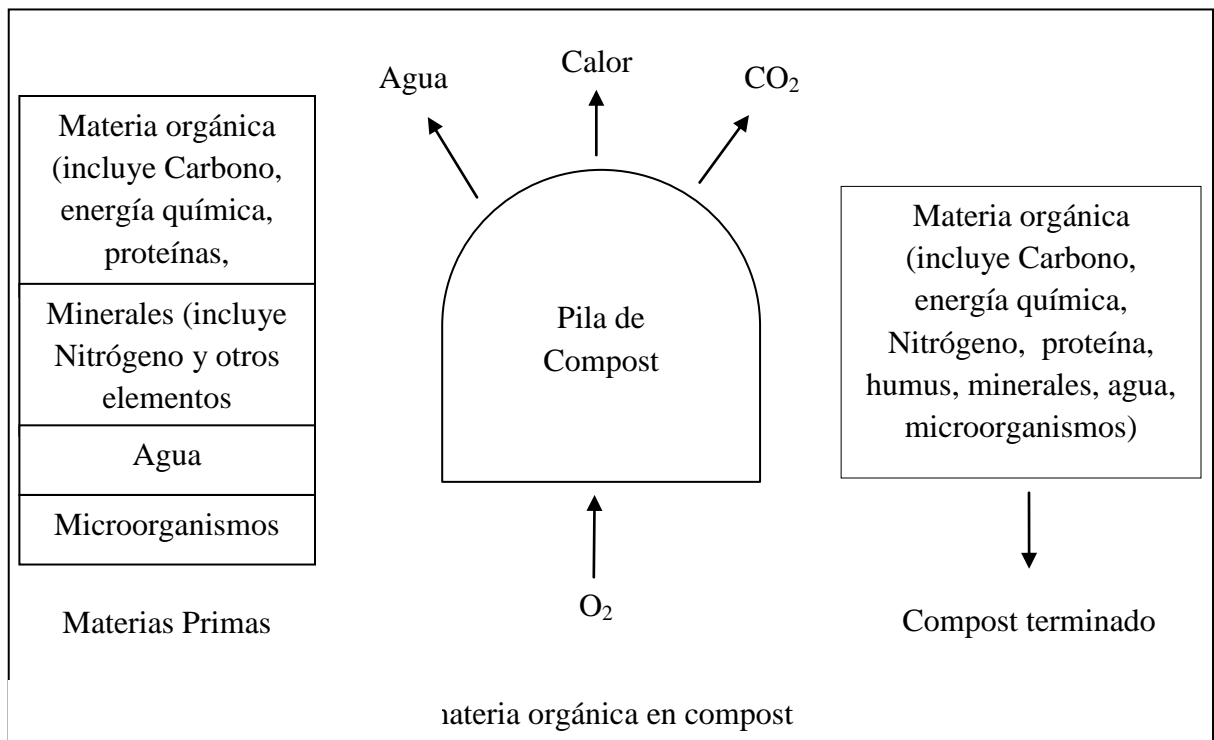 Agua
Calor
CO₂
Materia orgánica
(incluye Carbono,
energía química,
proteínas,
Minerales (incluye
Nitrógeno y otros
elementos
Agua
Microorganismos
Materias Primas
Pila de
Compost
O₂
Materia orgánica
(incluye Carbono,
energía química,
Nitrógeno, proteína,
humus, minerales, agua,
microorganismos)
Compost terminado
orgánica en compost